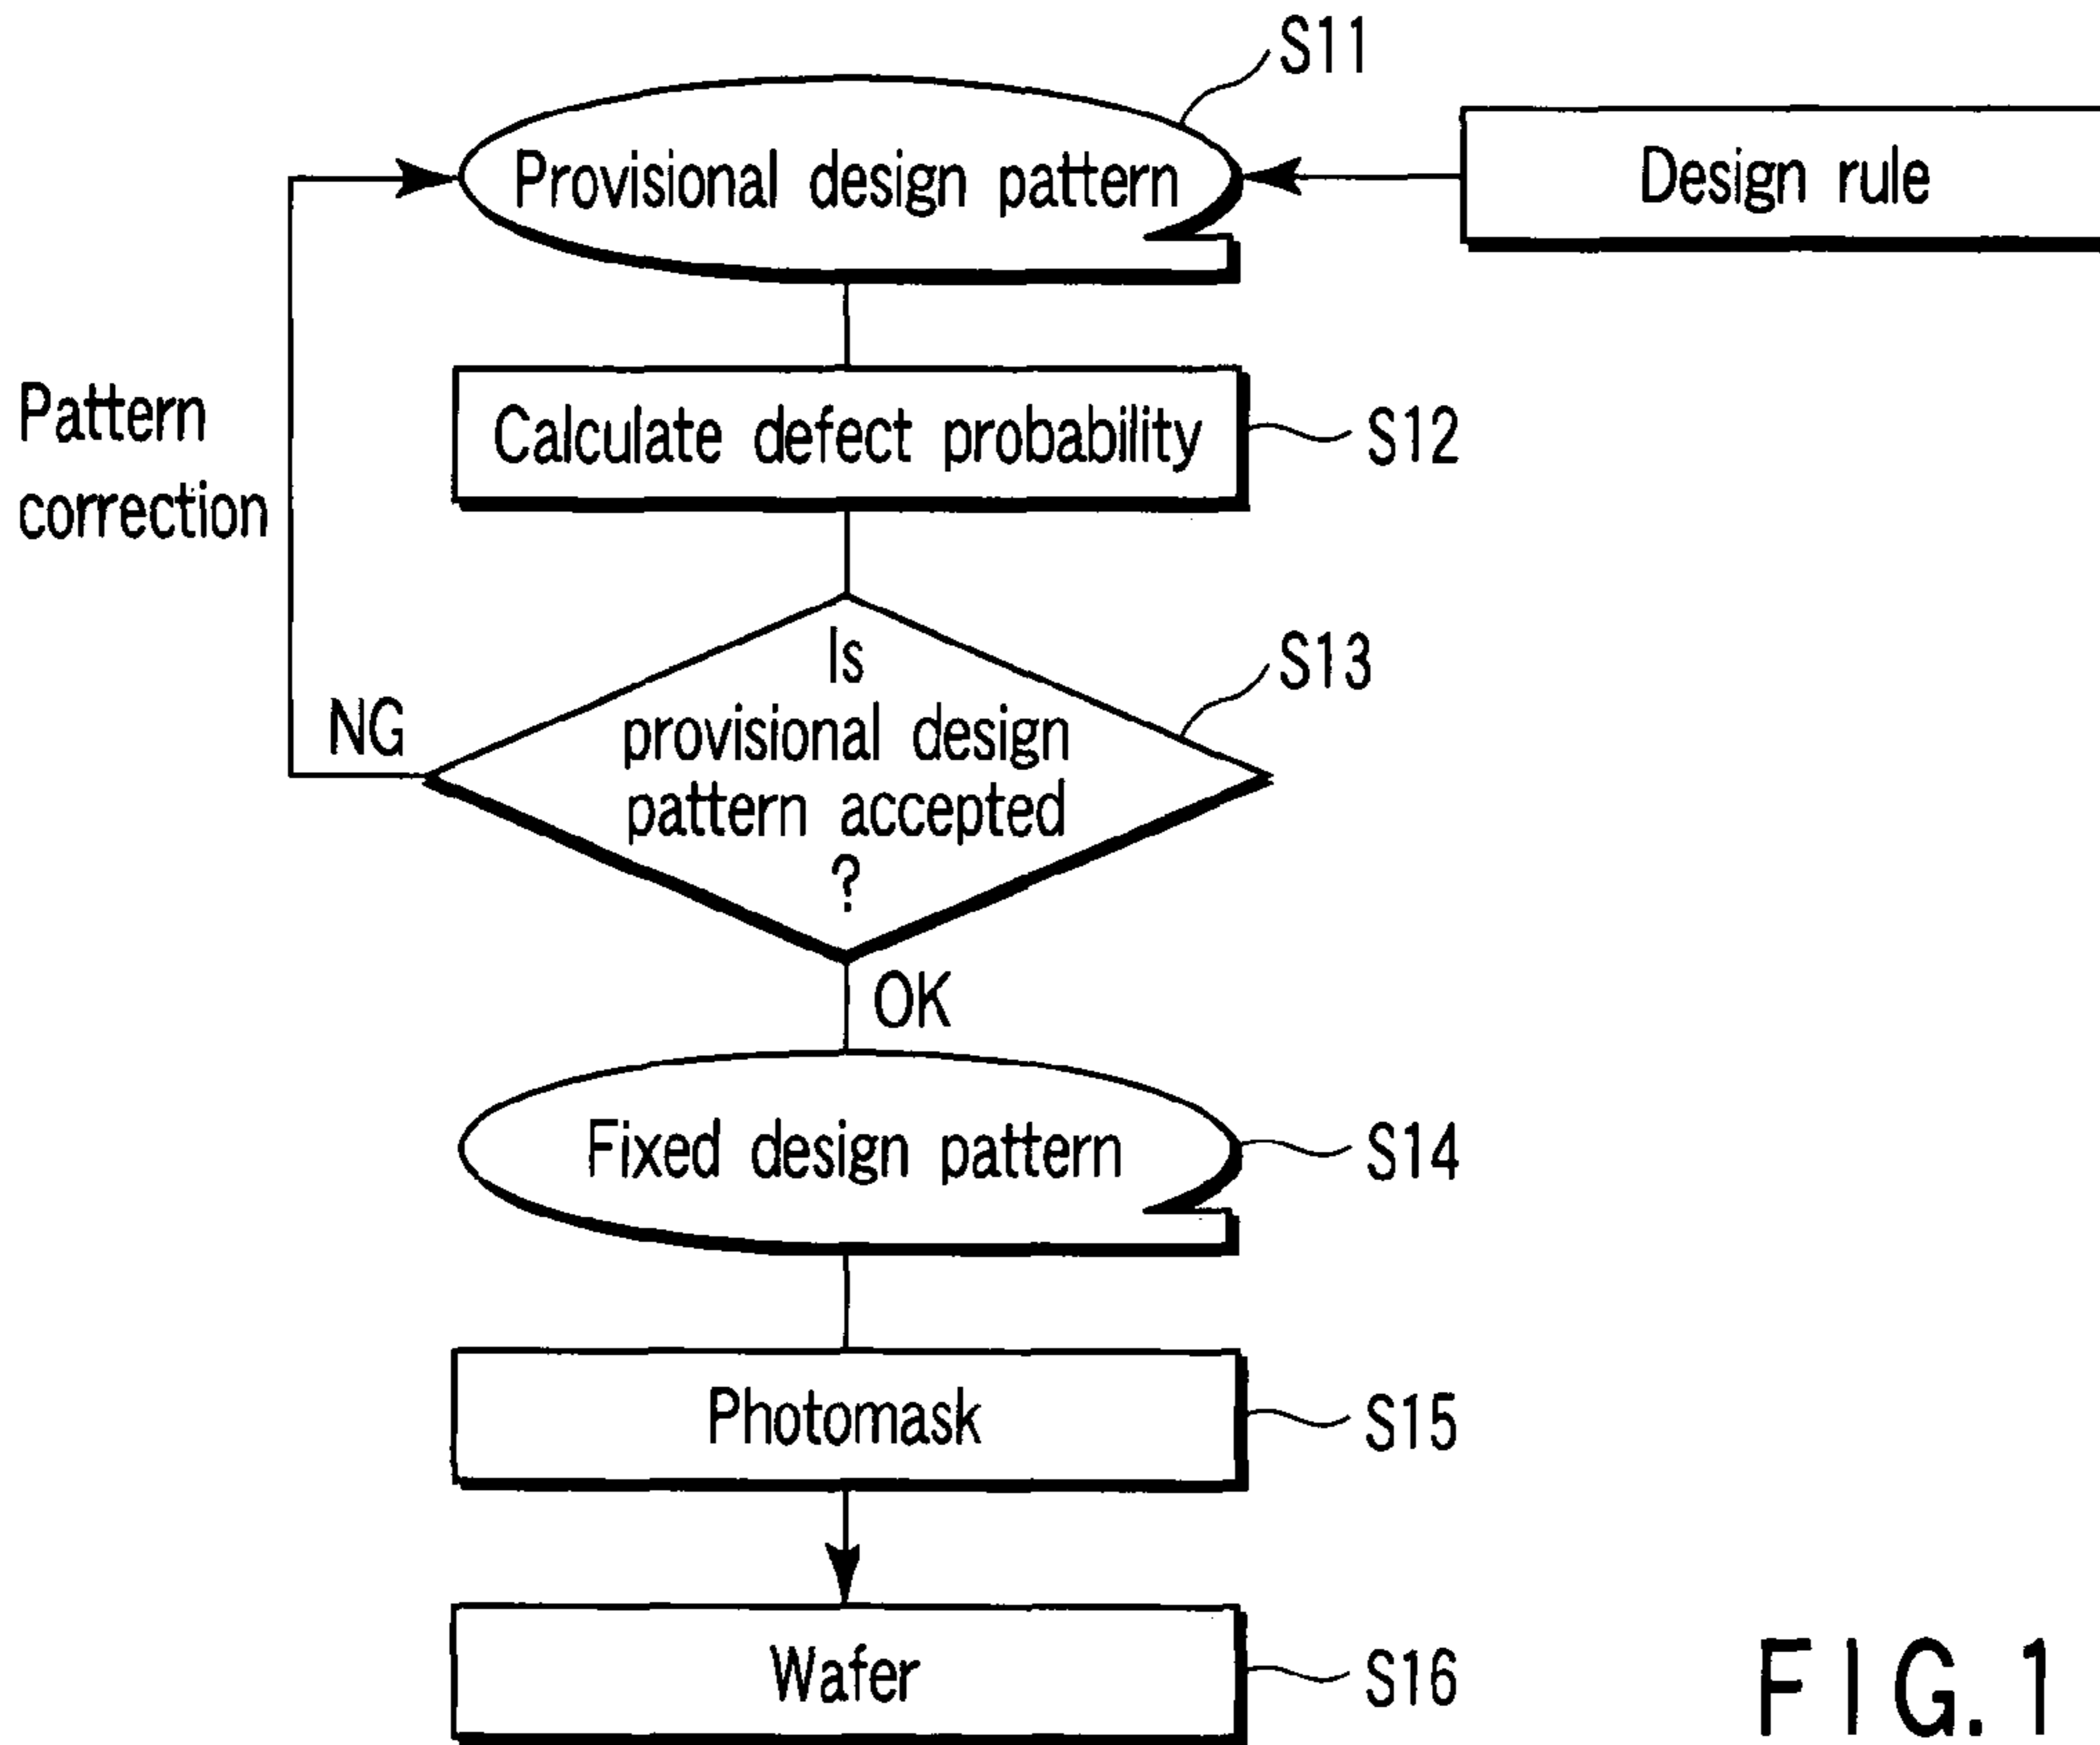 S11
Provisional design pattern
Design rule
Pattern
correction
Calculate defect probability
S12
Is
provisional design
pattern accepted
?
S13
NG
OK
Fixed design pattern
S14
Photomask
S15
Wafer
S16
FIG. 1